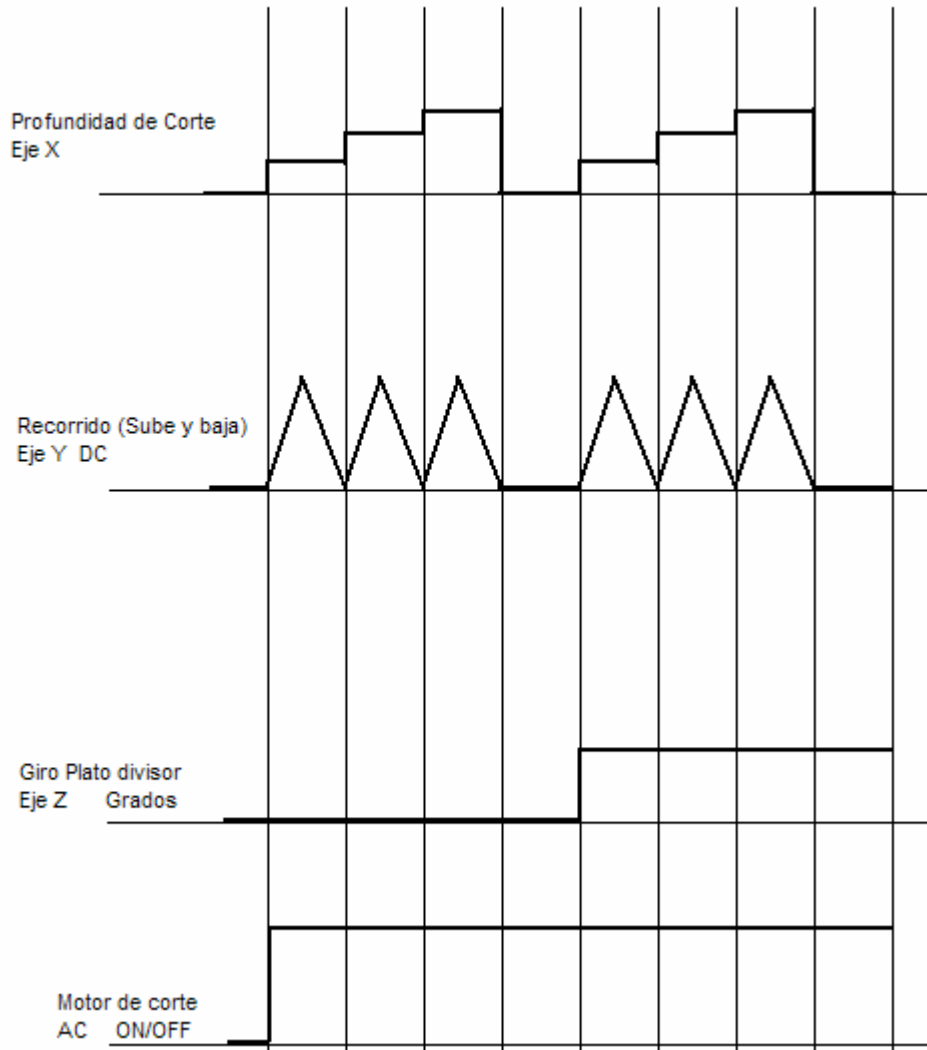 Profundidad de Corte
Eje X
Recorrido (Sube y baja)
Eje Y DC
Giro Plato divisor
Eje Z Grados
Motor de corte
AC ON/OFF